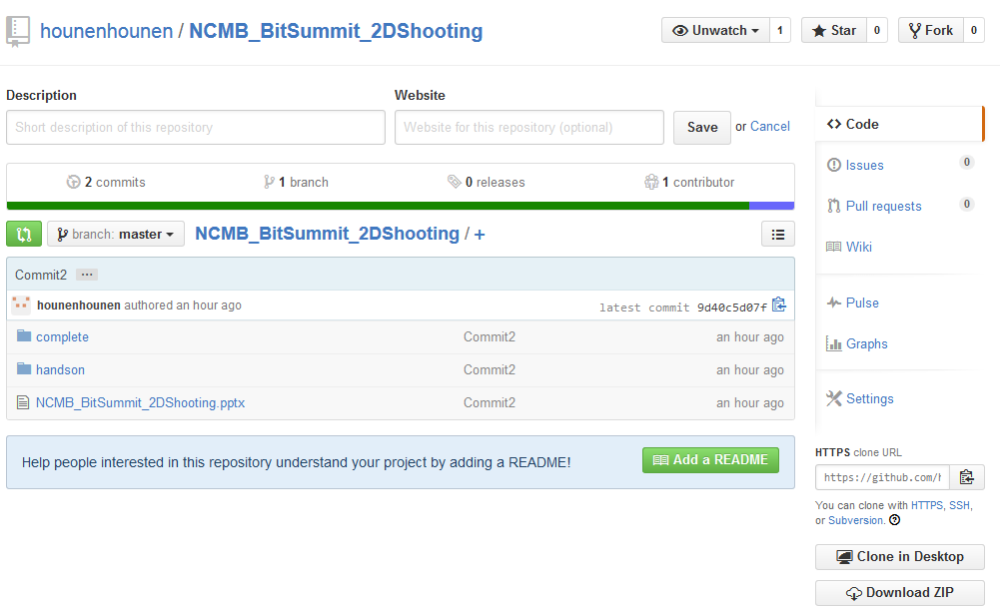 hounenhounen / NCMB_BitSummit_2DShooting
Unwatch 1 Star 0 Fork 0
Description Website
Short description of this repository Website for this repository (optional) Save or Cancel
2 commits 1 branch 0 releases 1 contributor
branch: master NCMB_BitSummit_2DShooting / +
Commit2 ...
hounenhounen authored an hour ago latest commit 9d40c5d07f
complete Commit2 an hour ago
handson Commit2 an hour ago
NCMB_BitSummit_2DShooting.pptx Commit2 an hour ago
Help people interested in this repository understand your project by adding a README! Add a README
Code
Issues 0
Pull requests 0
Wiki
Pulse
Graphs
Settings
HTTPS clone URL
https://github.com/h
You can clone with HTTPS, SSH,
or Subversion. ?
Clone in Desktop
Download ZIP